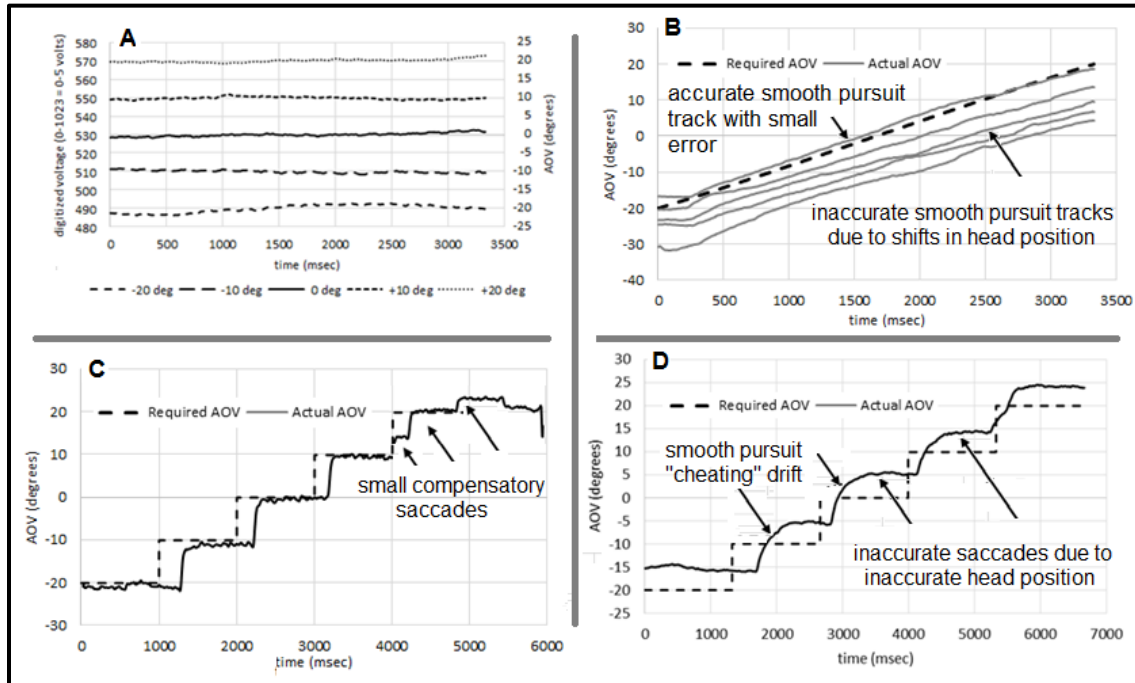 A
digitized voltage (0-1023 = 0-5 volts)
580
570
560
550
540
530
520
510
500
490
480
25
20
15
10
5
0
-5
-10
-15
-20
-25
AOV (degrees)
0 500 1000 1500 2000 2500 3000 3500
time (msec)
-20 deg -10 deg 0 deg +10 deg +20 deg
B
AOV (degrees)
30
20
10
0
-10
-20
-30
-40
Required AOV Actual AOV
accurate smooth pursuit
track with small
error
inaccurate smooth pursuit tracks
due to shifts in head position
0 500 1000 1500 2000 2500 3000 3500
time (msec)
C
AOV (degrees)
30
20
10
0
-10
-20
-30
Required AOV Actual AOV
small compensatory
saccades
0 1000 2000 3000 4000 5000 6000
time (msec)
D
AOV (degrees)
30
25
20
15
10
5
0
-5
-10
-15
-20
-25
Required AOV Actual AOV
smooth pursuit
"cheating" drift
inaccurate saccades due to
inaccurate head position
0 1000 2000 3000 4000 5000 6000 7000
time (msec)